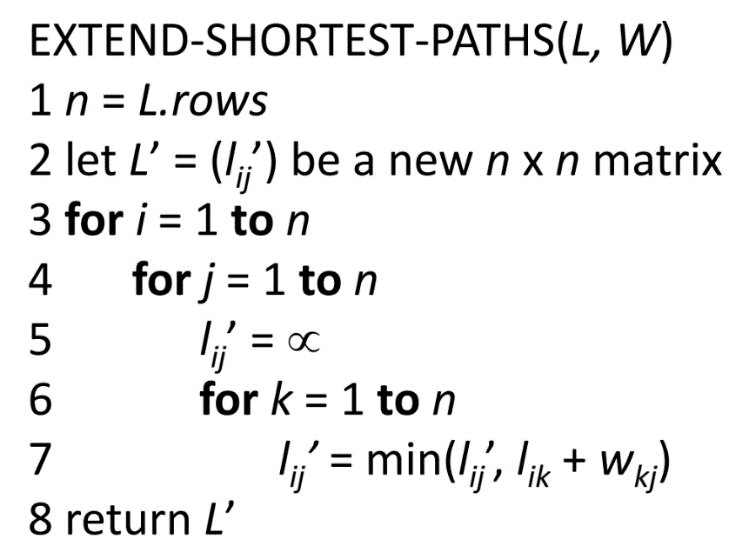 EXTEND-SHORTEST-PATHS(L, W)
1 n = L.rows
2 let L’ = (lij’) be a new n x n matrix
3 for i = 1 to n
4 for j = 1 to n
5 lij’ = ∝
6 for k = 1 to n
7 lij’ = min(lij’, lik + wkj)
8 return L’